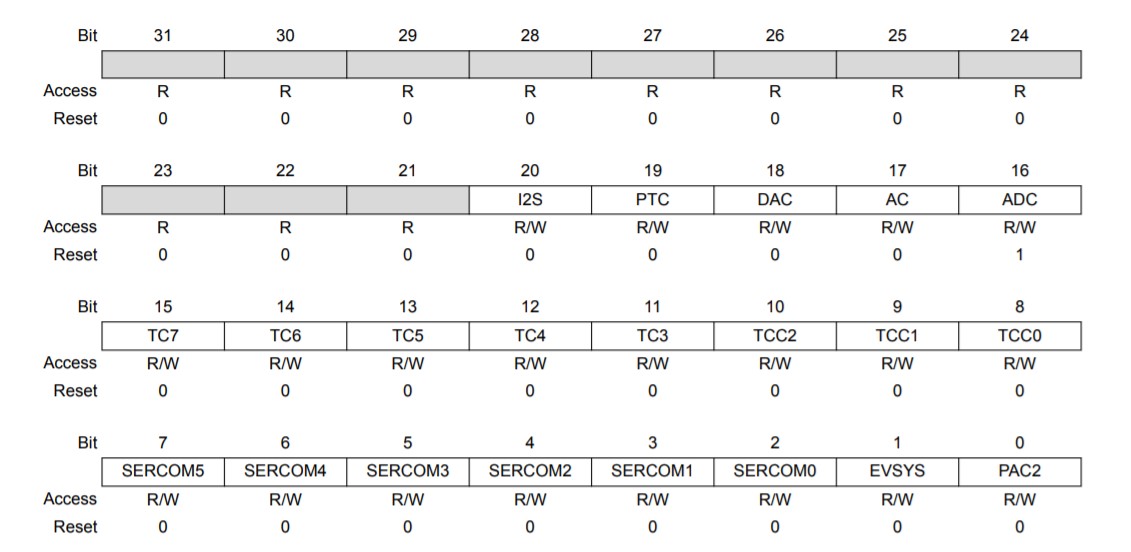 Bit 31 30 29 28 27 26 25 24
Access R R R R R R R R
Reset 0 0 0 0 0 0 0 0
Bit 23 22 21 20 19 18 17 16
I2S PTC DAC AC ADC
Access R R R R/W R/W R/W R/W R/W
Reset 0 0 0 0 0 0 0 1
Bit 15 14 13 12 11 10 9 8
TC7 TC6 TC5 TC4 TC3 TCC2 TCC1 TCC0
Access R/W R/W R/W R/W R/W R/W R/W R/W
Reset 0 0 0 0 0 0 0 0
Bit 7 6 5 4 3 2 1 0
SERCOM5 SERCOM4 SERCOM3 SERCOM2 SERCOM1 SERCOM0 EVSYS PAC2
Access R/W R/W R/W R/W R/W R/W R/W R/W
Reset 0 0 0 0 0 0 0 0